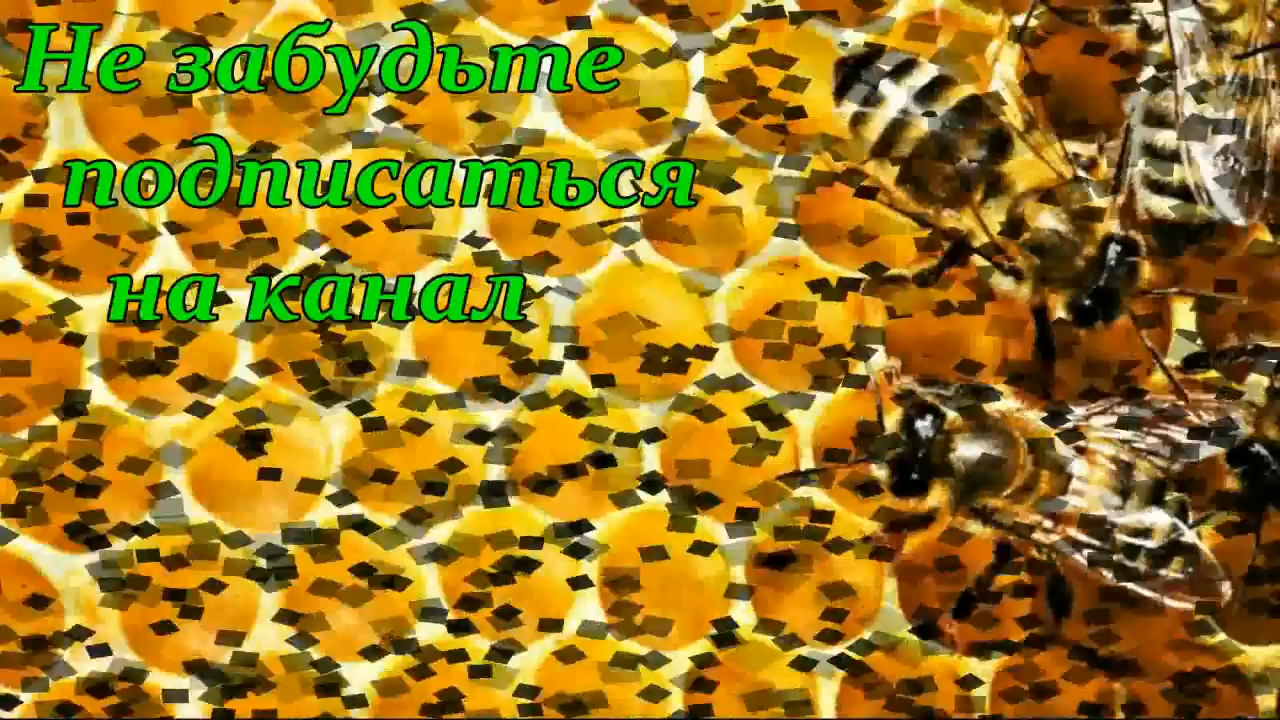 Не забудьте
подписаться
на канал